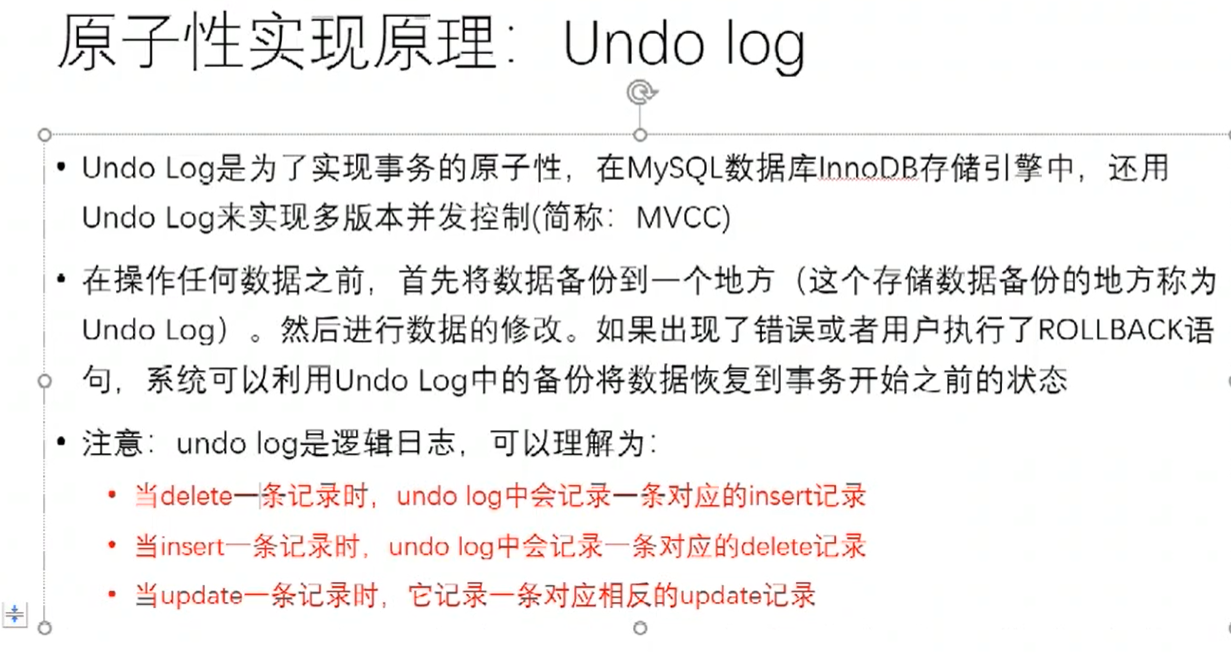 原子性实现原理：Undo log
• Undo Log是为了实现事务的原子性，在MySQL数据库InnoDB存储引擎中，还用
Undo Log来实现多版本并发控制(简称：MVCC)
• 在操作任何数据之前，首先将数据备份到一个地方（这个存储数据备份的地方称为
Undo Log）。然后进行数据的修改。如果出现了错误或者用户执行了ROLLBACK语
句，系统可以利用Undo Log中的备份将数据恢复到事务开始之前的状态
• 注意：undo log是逻辑日志，可以理解为：
• 当delete一条记录时，undo log中会记录一条对应的insert记录
• 当insert一条记录时，undo log中会记录一条对应的delete记录
• 当update一条记录时，它记录一条对应相反的update记录